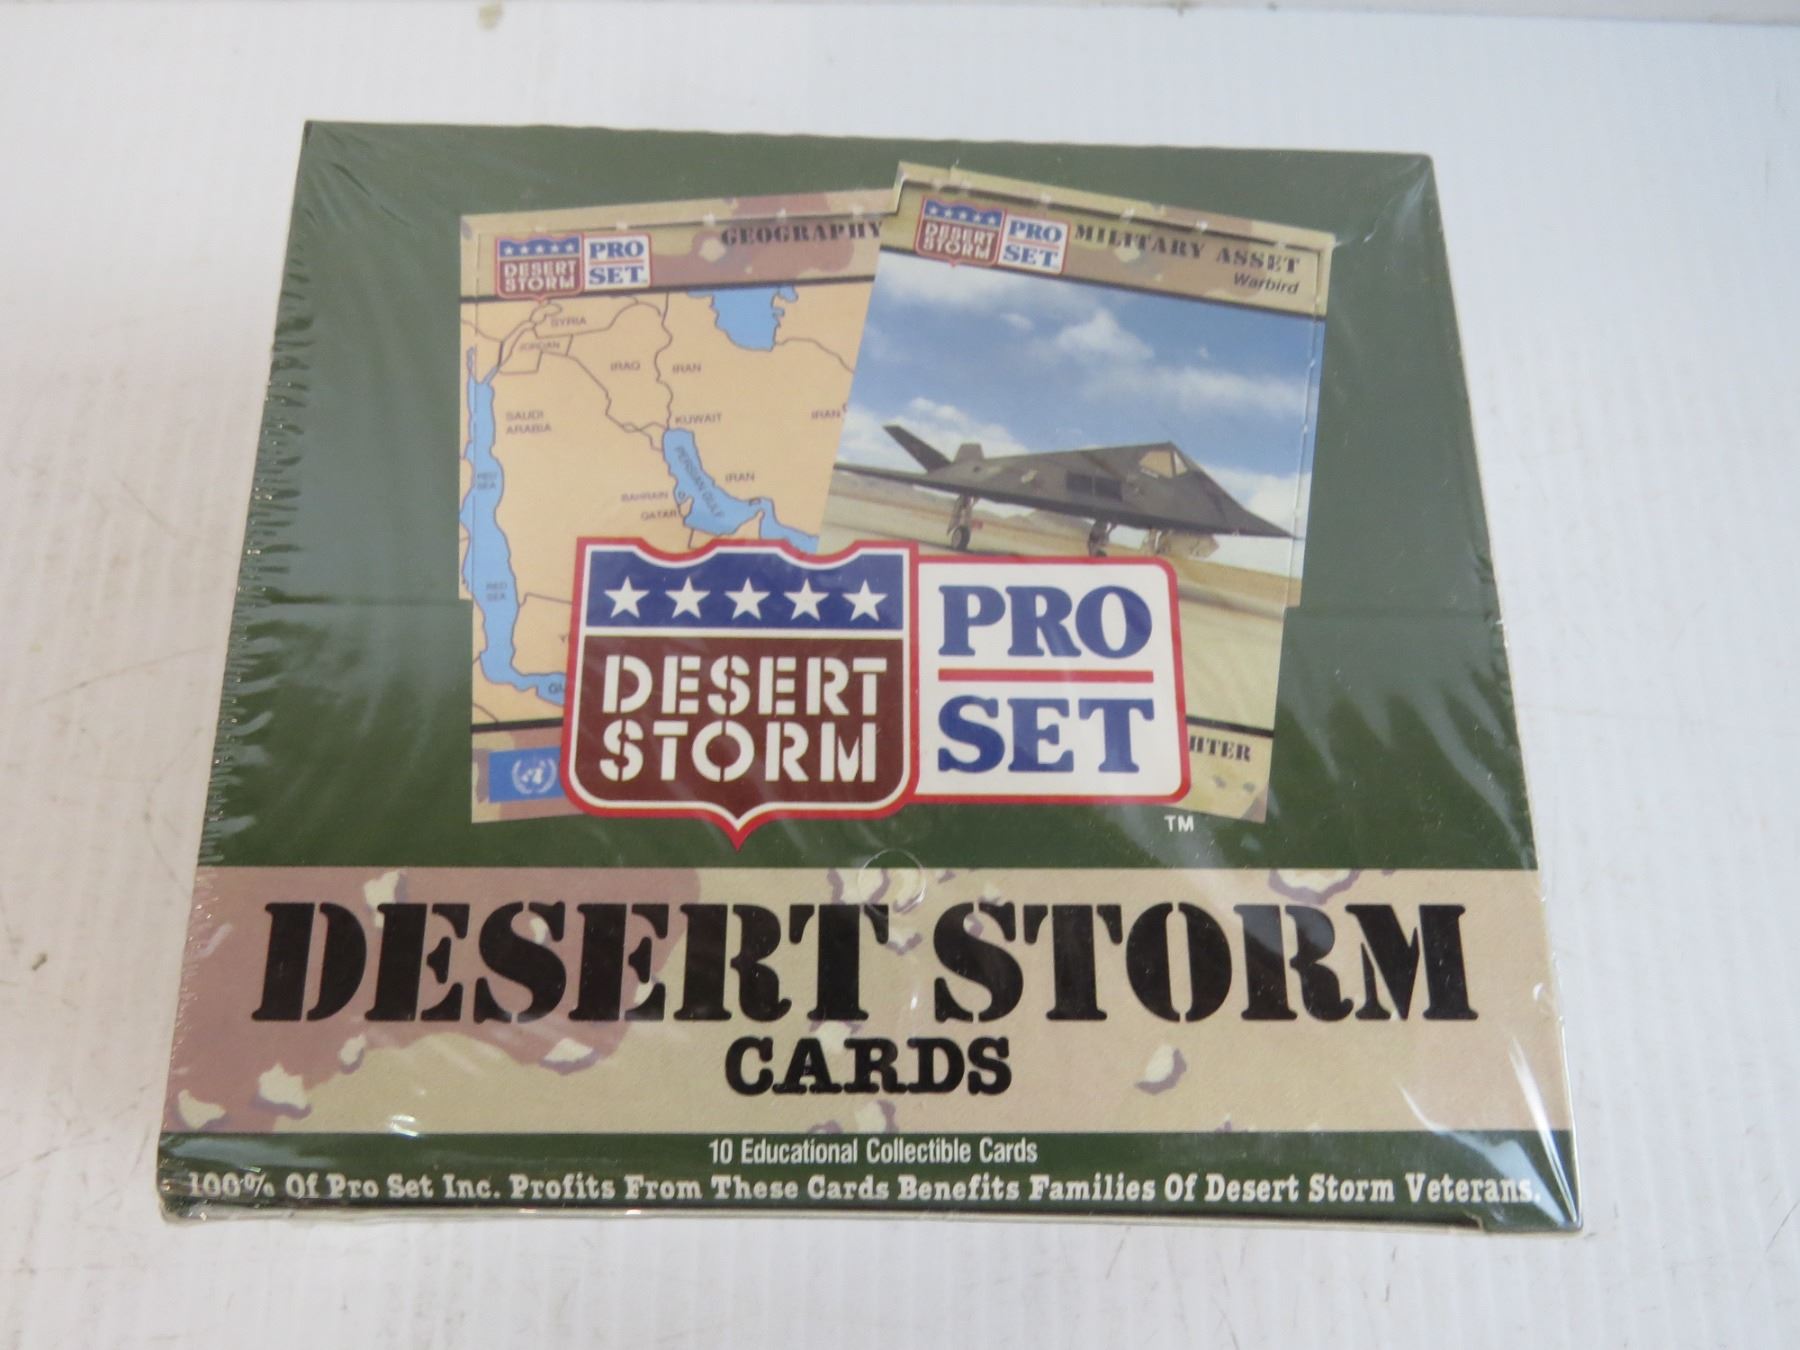 DESERT STORM
PRO SET
GEOGRAPHY
DESERT STORM
PRO SET
MILITARY ASSET
Warbird
SYRIA
JORDAN
IRAQ
IRAN
SAUDI
ARABIA
KUWAIT
IRAN
PERSIAN GULF
IRAN
RED
SEA
BAHRAIN
QATAR
RED
SEA
DESERT
STORM
PRO
SET
TM
DESERT STORM
CARDS
10 Educational Collectible Cards
100% Of Pro Set Inc. Profits From These Cards Benefits Families Of Desert Storm Veterans.